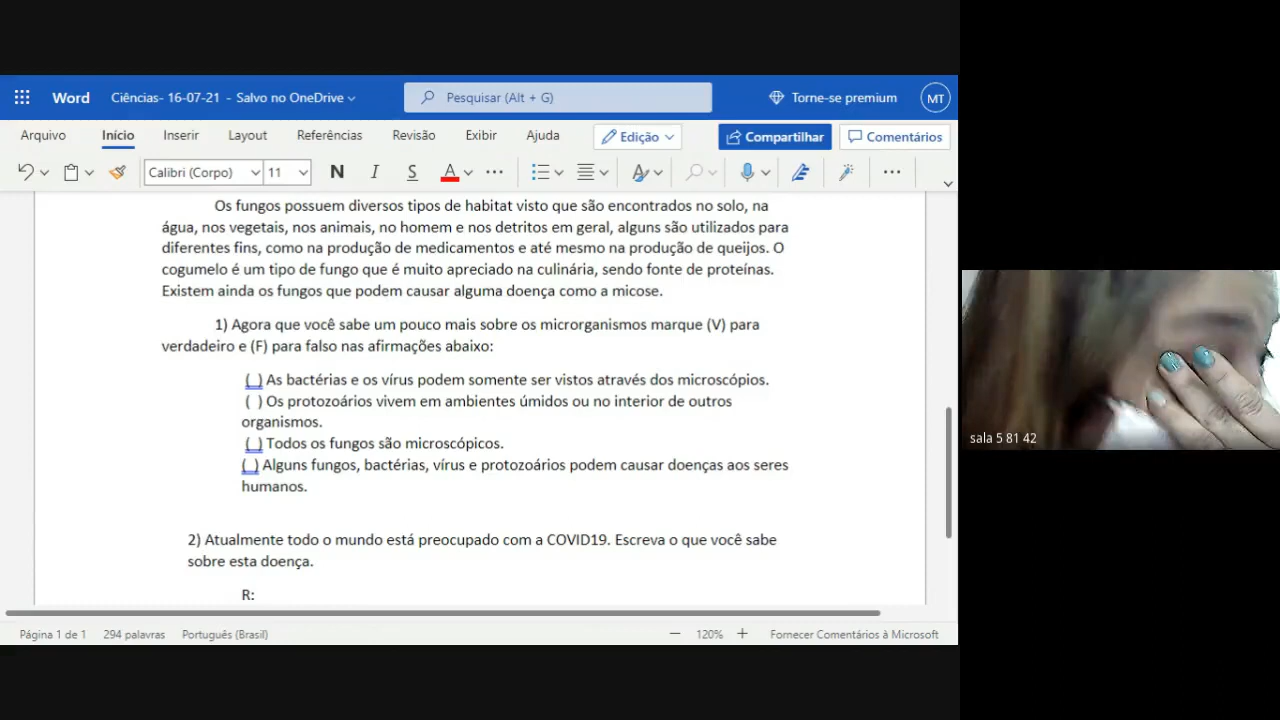 Word Ciências- 16-07-21 - Salvo no OneDrive Pesquisar (Alt + G) Torne-se premium MT
Arquivo Início Inserir Layout Referências Revisão Exibir Ajuda Edição Compartilhar Comentários
Calibri (Corpo) 11 N I S A ...
Os fungos possuem diversos tipos de habitat visto que são encontrados no solo, na
água, nos vegetais, nos animais, no homem e nos detritos em geral, alguns são utilizados para
diferentes fins, como na produção de medicamentos e até mesmo na produção de queijos. O
cogumelo é um tipo de fungo que é muito apreciado na culinária, sendo fonte de proteínas.
Existem ainda os fungos que podem causar alguma doença como a micose.
1) Agora que você sabe um pouco mais sobre os microrganismos marque (V) para
verdadeiro e (F) para falso nas afirmações abaixo:
( ) As bactérias e os vírus podem somente ser vistos através dos microscópios.
( ) Os protozoários vivem em ambientes úmidos ou no interior de outros
organismos.
( ) Todos os fungos são microscópicos.
( ) Alguns fungos, bactérias, vírus e protozoários podem causar doenças aos seres
humanos.
2) Atualmente todo o mundo está preocupado com a COVID19. Escreva o que você sabe
sobre esta doença.
R:
Página 1 de 1 294 palavras Português (Brasil) 120% Fornecer Comentários à Microsoft
sala 5 81 42